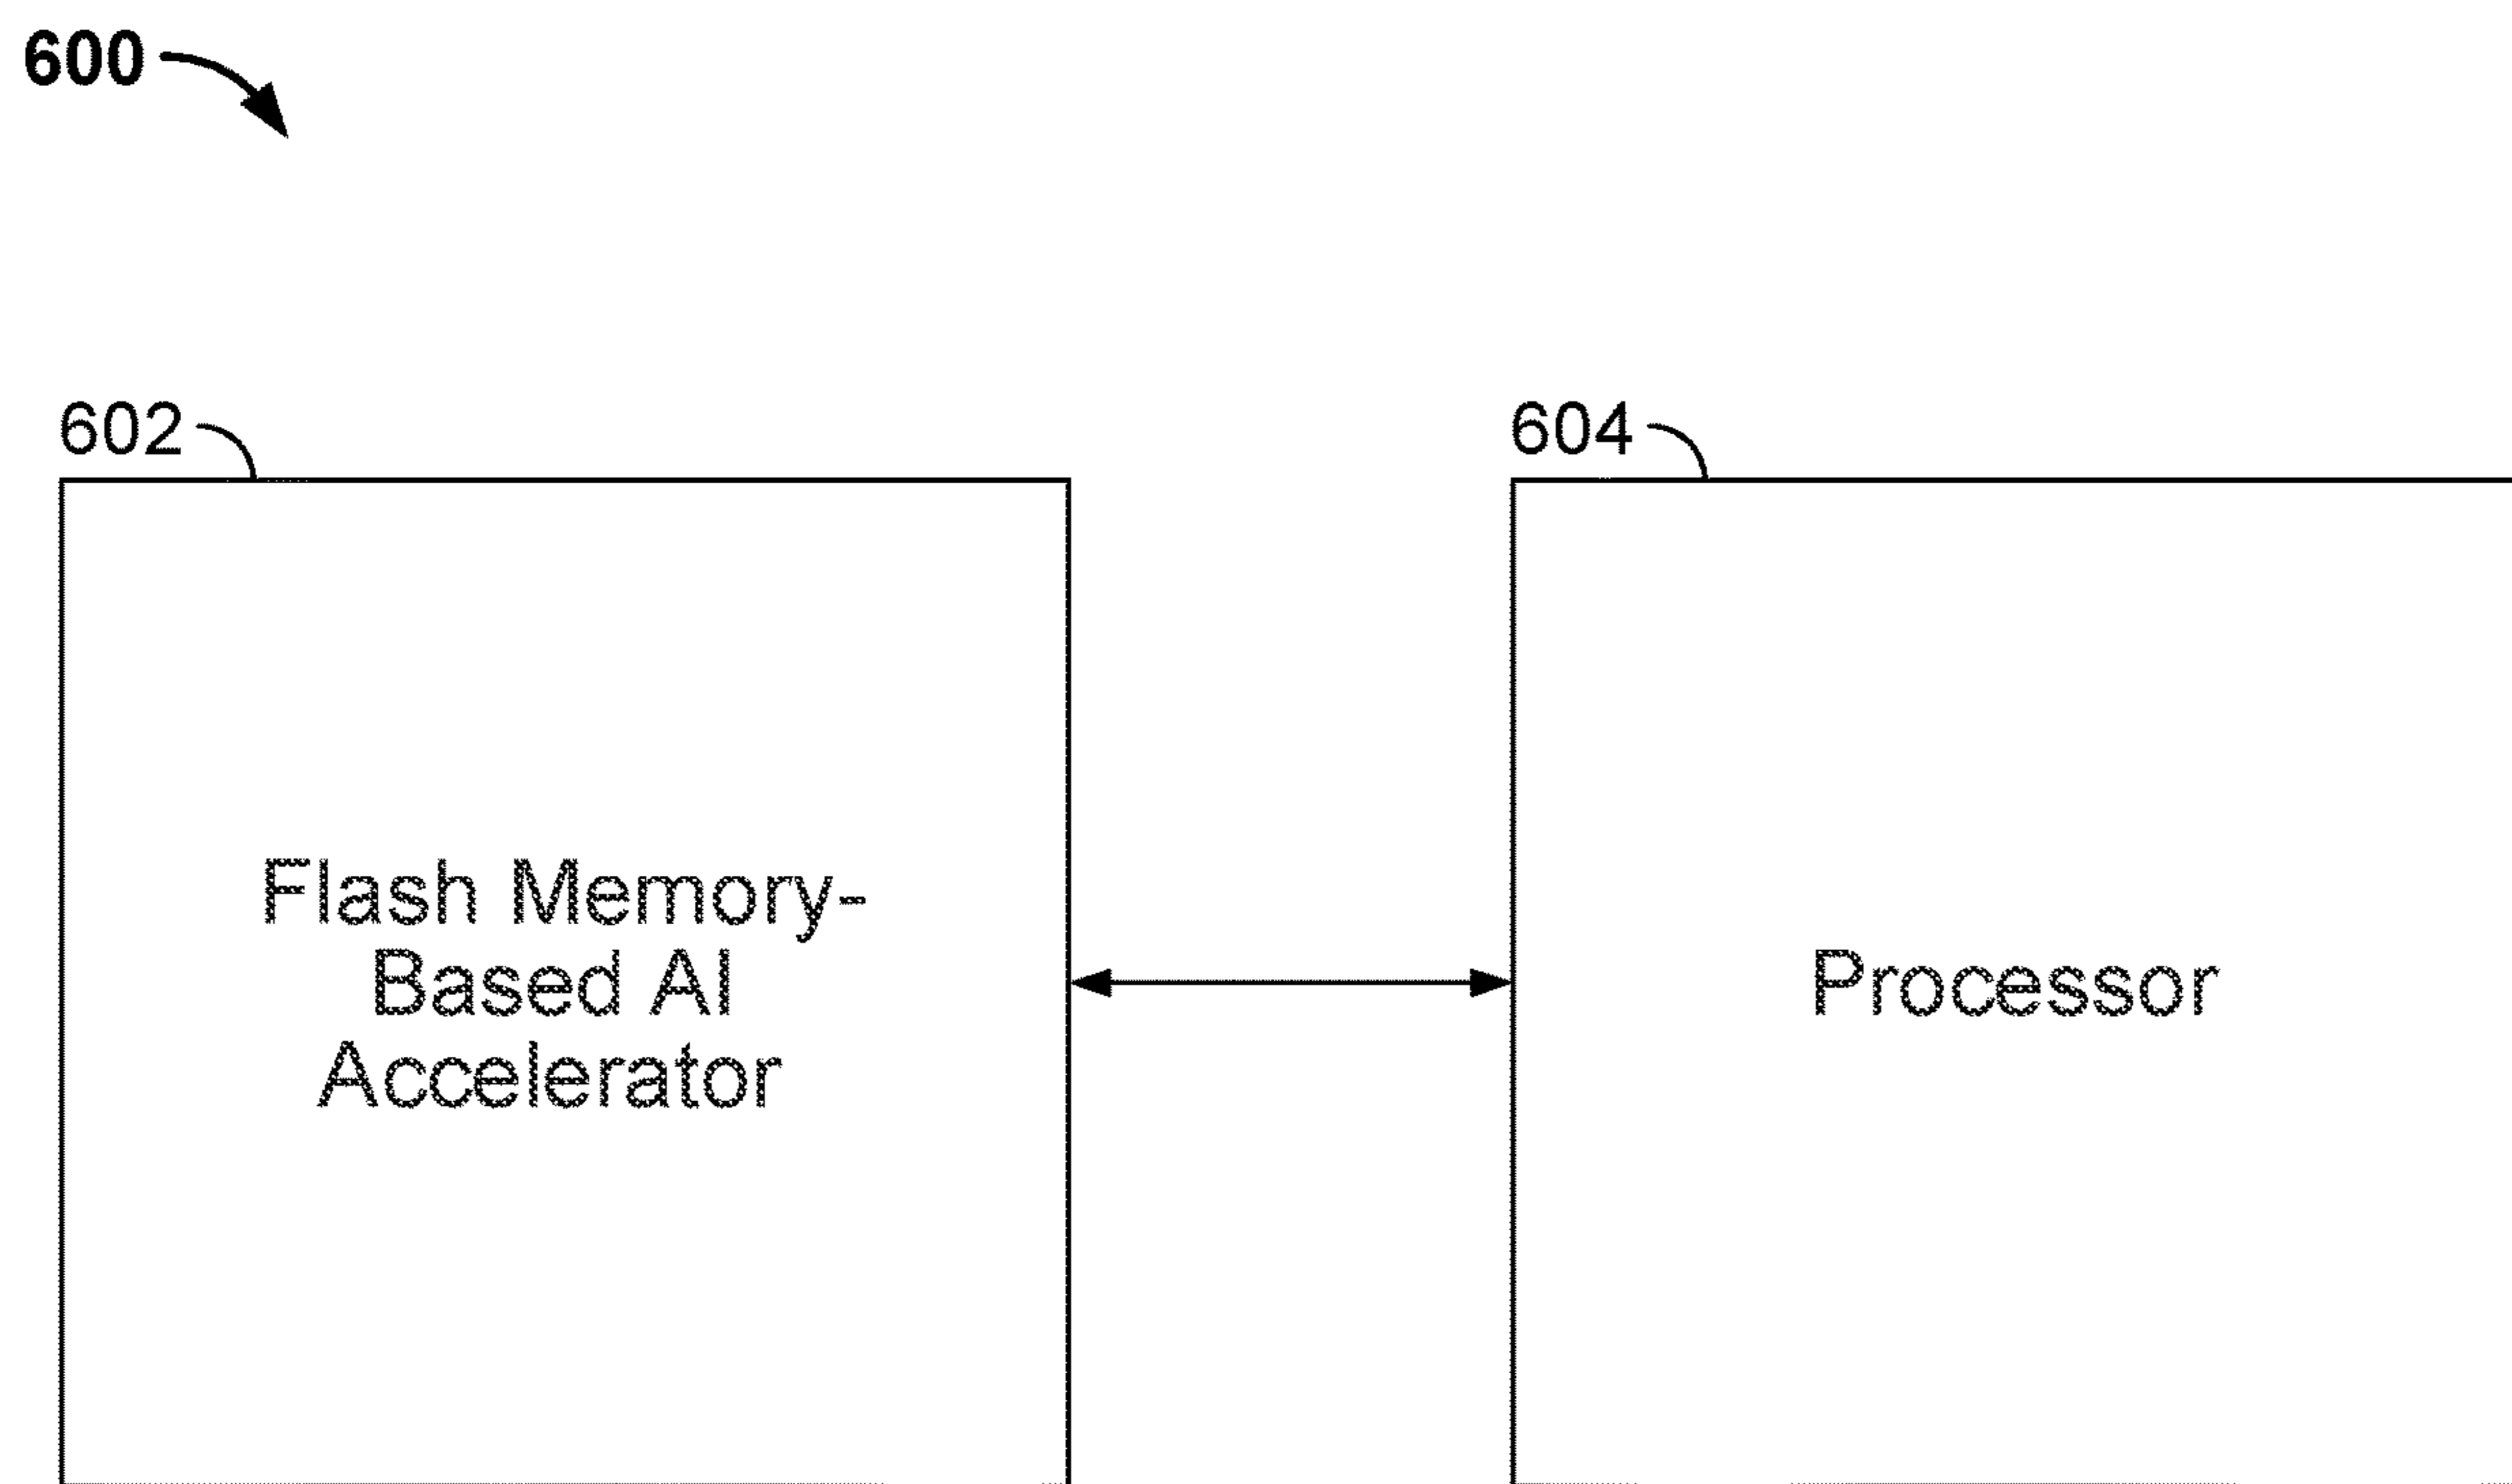 600
602
604
Flash Memory-
Based AI
Accelerator
Processor